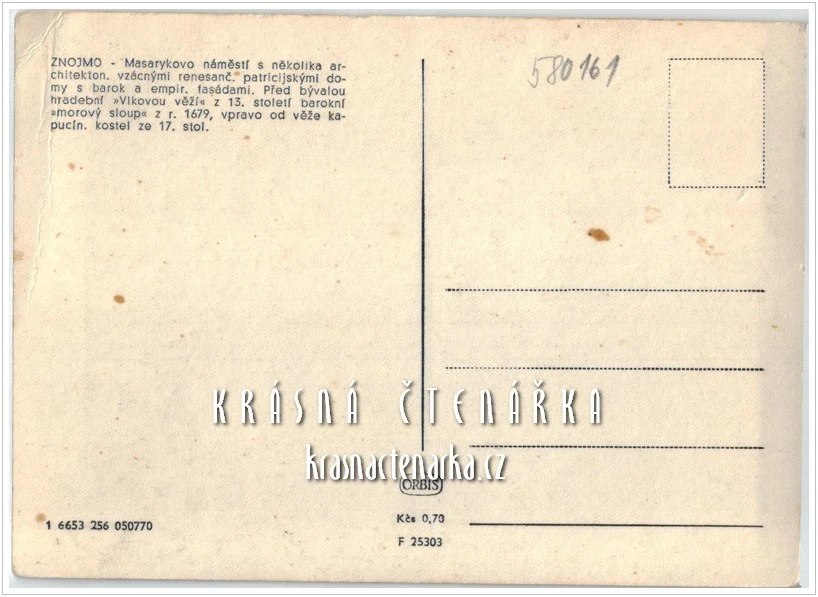 ZNOJMO - Masarykovo náměstí s několika ar-
chitekton. vzácnými renesanč. patricijskými do-
my s barok a empir. fasádami. Před bývalou
hradební »Vlkovou věží« z 13. století barokní
»morový sloup« z r. 1679, vpravo od věže ka-
pucín. kostel ze 17. stol.
580161
KRÁSNÁ ČTENÁŘKA
krasnactenarka.cz
ORBIS
1 6653 256 050770
Kčs 0,70
F 25303